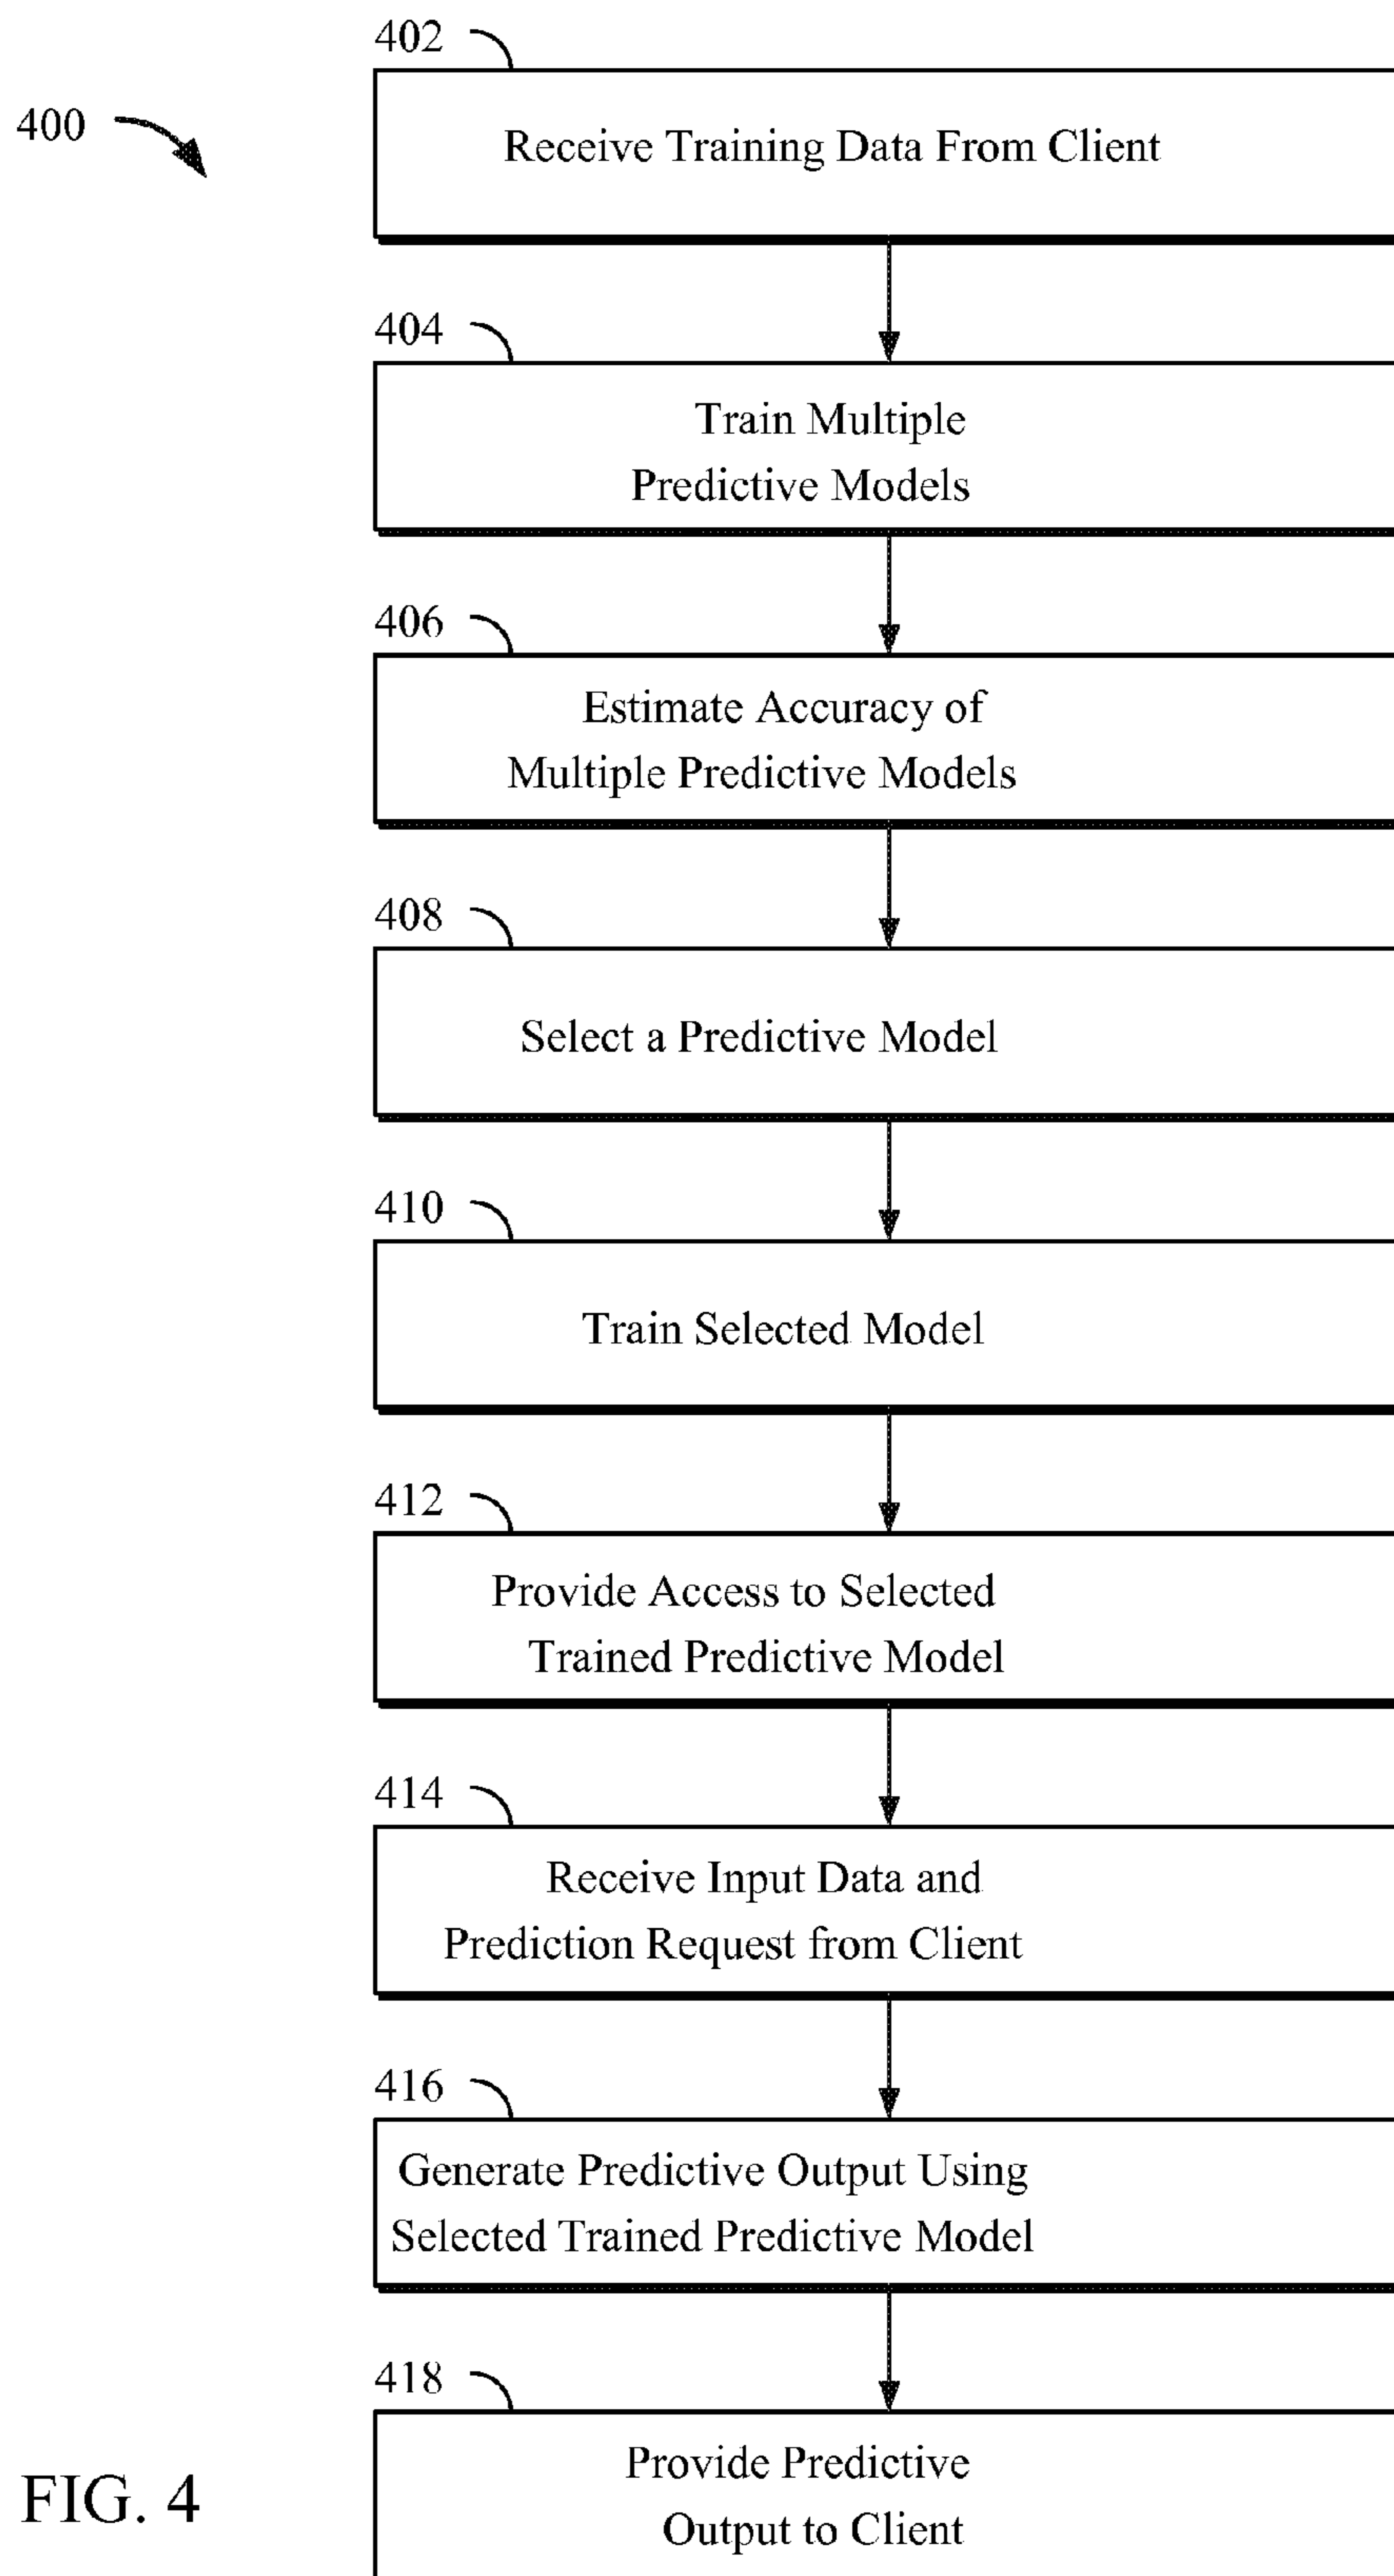 402
400
Receive Training Data From Client
404
Train Multiple
Predictive Models
406
Estimate Accuracy of
Multiple Predictive Models
408
Select a Predictive Model
410
Train Selected Model
412
Provide Access to Selected
Trained Predictive Model
414
Receive Input Data and
Prediction Request from Client
416
Generate Predictive Output Using
Selected Trained Predictive Model
418
Provide Predictive
Output to Client
FIG. 4